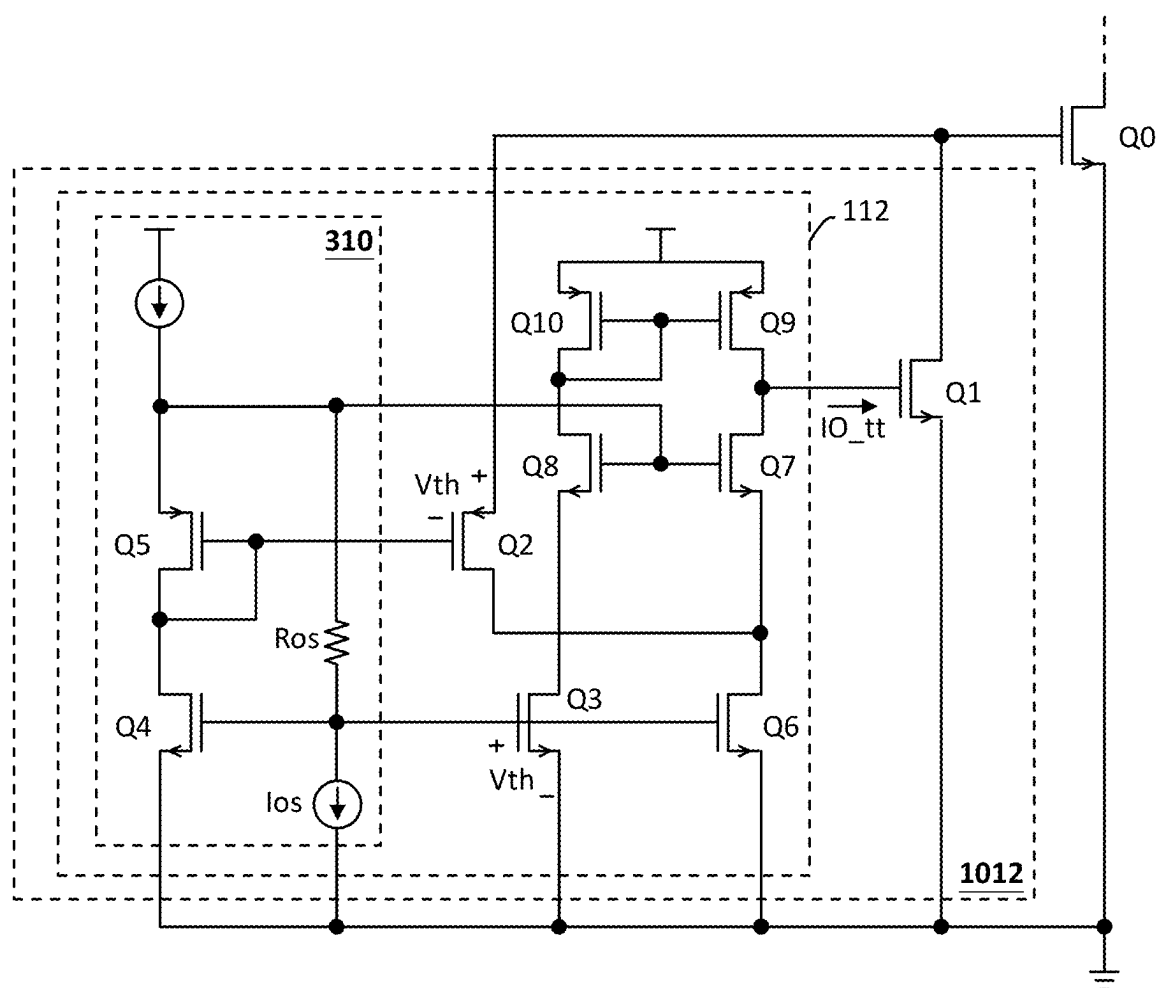 Q0
112
310
Q10
Q9
Q1
IO_tt
Q8
Q7
Vth
+
−
Q5
Q2
Ros
Q3
Q4
Q6
+
Vth
−
Ios
1012